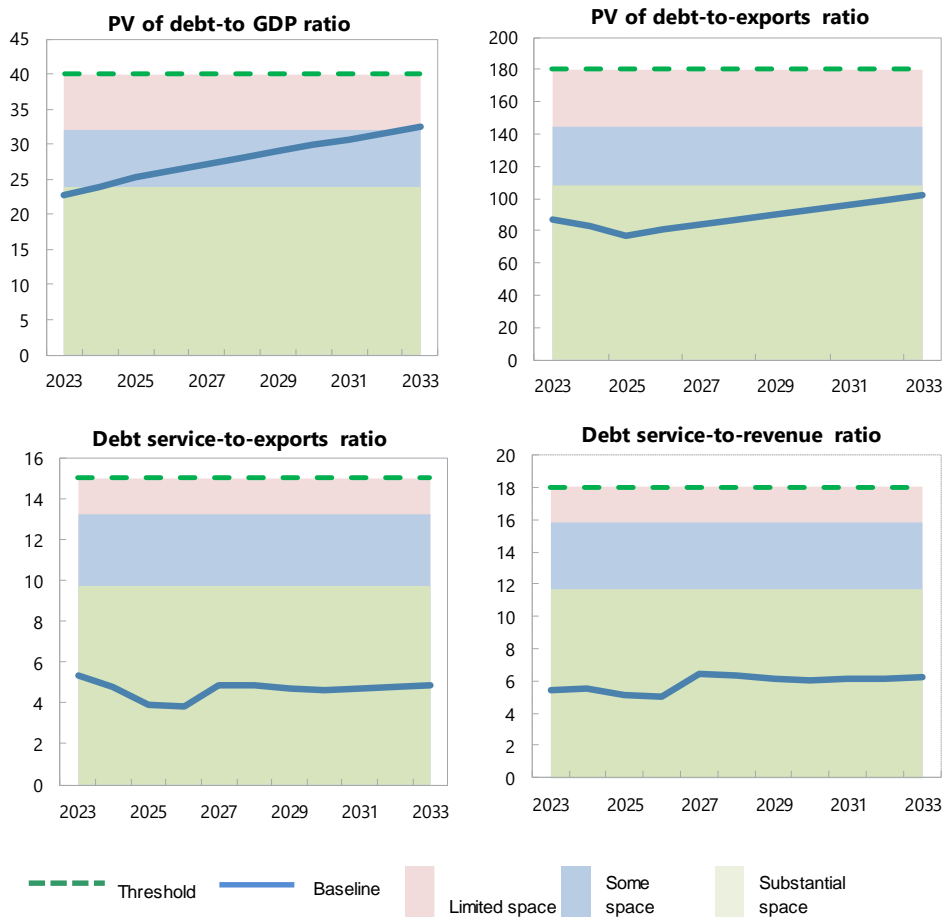 PV of debt-to GDP ratio
45
40
35
30
25
20
15
10
5
0
2023 2025 2027 2029 2031 2033
PV of debt-to-exports ratio
200
180
160
140
120
100
80
60
40
20
0
2023 2025 2027 2029 2031 2033
Debt service-to-exports ratio
16
14
12
10
8
6
4
2
0
2023 2025 2027 2029 2031 2033
Debt service-to-revenue ratio
20
18
16
14
12
10
8
6
4
2
0
2023 2025 2027 2029 2031 2033
Threshold
Baseline
Limited space
Some
space
Substantial
space